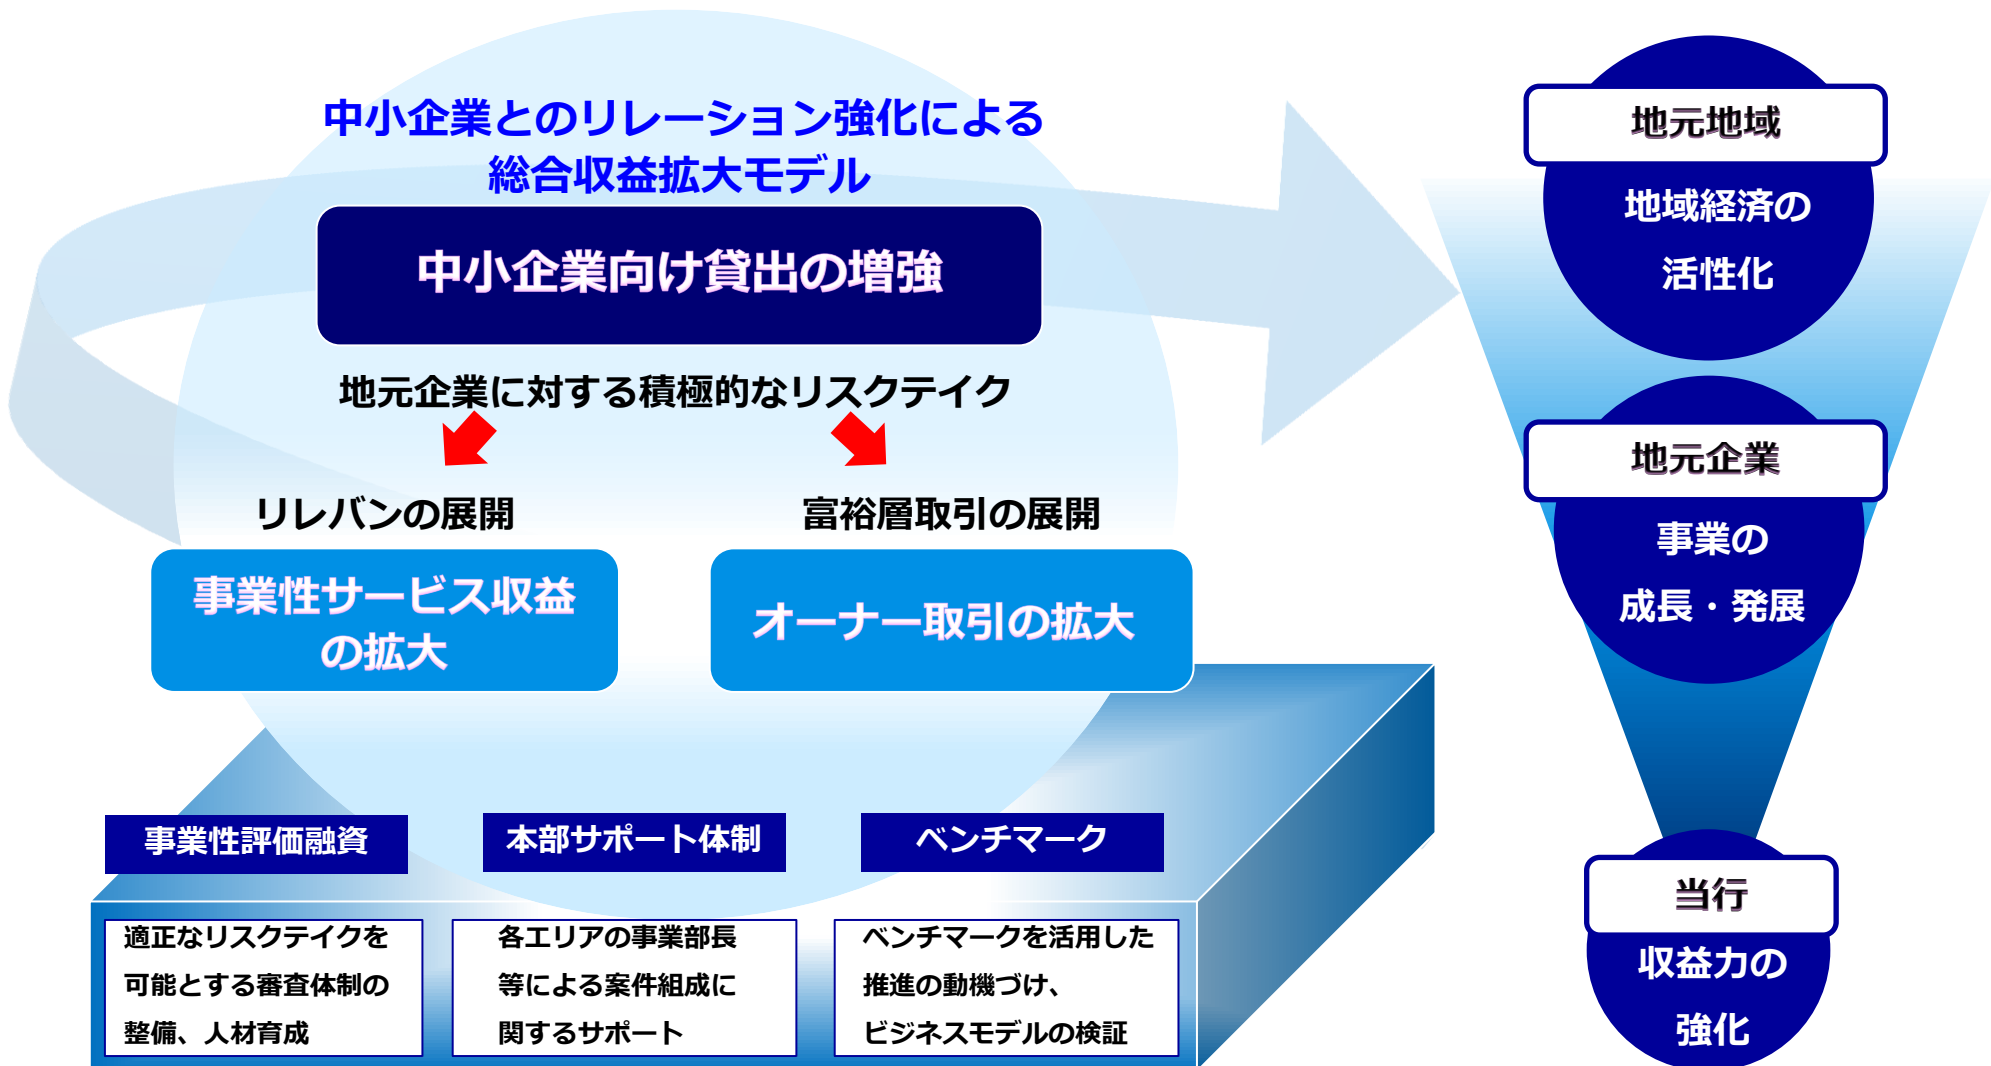 中小企業とのリレーション強化による
総合収益拡大モデル
中小企業向け貸出の増強
地元企業に対する積極的なリスクテイク
リレバンの展開
事業性サービス収益
の拡大
富裕層取引の展開
オーナー取引の拡大
事業性評価融資
適正なリスクテイクを
可能とする審査体制の
整備、人材育成
本部サポート体制
各エリアの事業部長
等による案件組成に
関するサポート
ベンチマーク
ベンチマークを活用した
推進の動機づけ、
ビジネスモデルの検証
地元地域
地域経済の
活性化
地元企業
事業の
成長・発展
当行
収益力の
強化